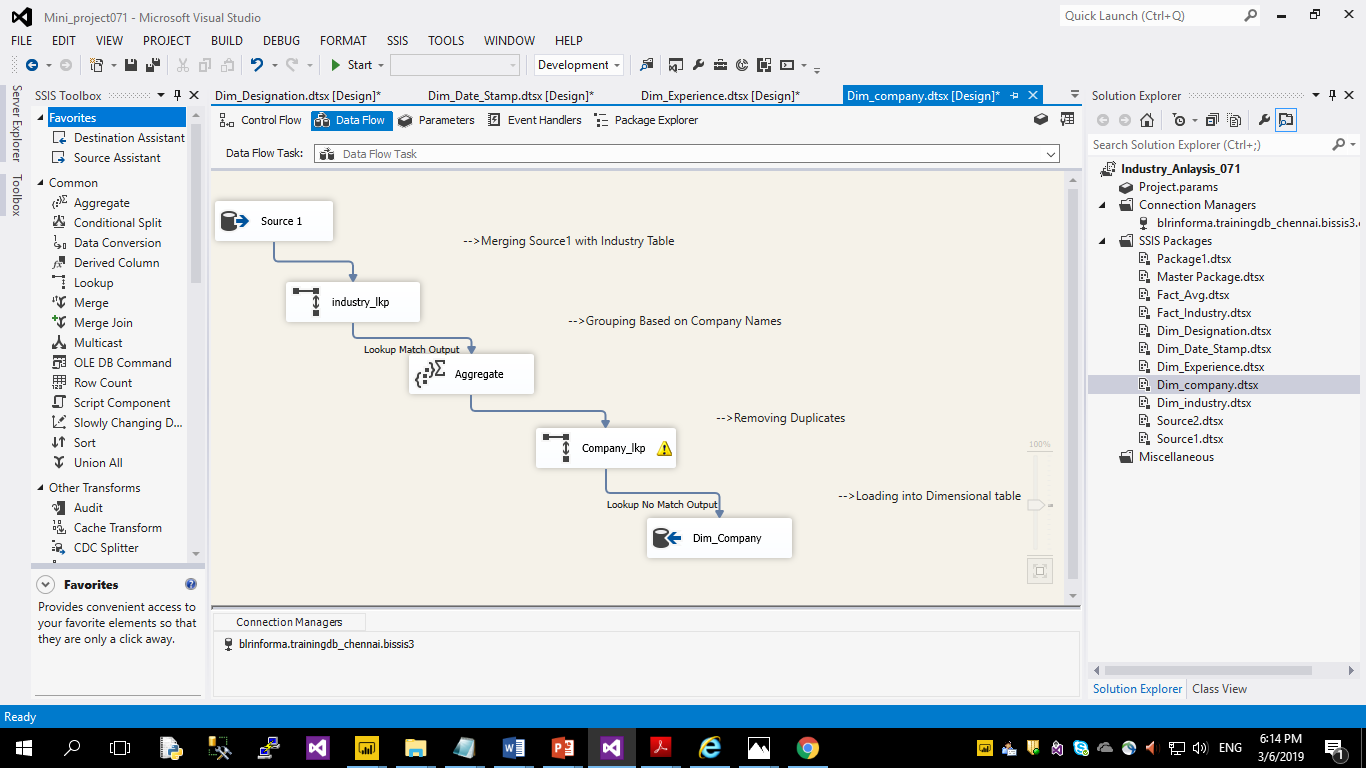 Mini_project071 - Microsoft Visual Studio
Quick Launch (Ctrl+Q)
FILE EDIT VIEW PROJECT BUILD DEBUG FORMAT SSIS TOOLS WINDOW HELP
Start Development
Server Explorer
Toolbox
SSIS Toolbox
Favorites
Destination Assistant
Source Assistant
Common
Aggregate
Conditional Split
Data Conversion
Derived Column
Lookup
Merge
Merge Join
Multicast
OLE DB Command
Row Count
Script Component
Slowly Changing D...
Sort
Union All
Other Transforms
Audit
Cache Transform
CDC Splitter
Favorites
Provides convenient access to
your favorite elements so that
they are only a click away.
Dim_Designation.dtsx [Design]* Dim_Date_Stamp.dtsx [Design]* Dim_Experience.dtsx [Design]* Dim_company.dtsx [Design]*
Control Flow Data Flow Parameters Event Handlers Package Explorer
Data Flow Task: Data Flow Task
Source 1
-->Merging Source1 with Industry Table
industry_lkp
-->Grouping Based on Company Names
Lookup Match Output
Aggregate
-->Removing Duplicates
Company_lkp
100%
-->Loading into Dimensional table
Lookup No Match Output
Dim_Company
Connection Managers
blrinforma.trainingdb_chennai.bissis3
Solution Explorer
Search Solution Explorer (Ctrl+;)
Industry_Anlaysis_071
Project.params
Connection Managers
blrinforma.trainingdb_chennai.bissis3.
SSIS Packages
Package1.dtsx
Master Package.dtsx
Fact_Avg.dtsx
Fact_Industry.dtsx
Dim_Designation.dtsx
Dim_Date_Stamp.dtsx
Dim_Experience.dtsx
Dim_company.dtsx
Dim_industry.dtsx
Source2.dtsx
Source1.dtsx
Miscellaneous
Solution Explorer Class View
Ready
ENG
6:14 PM
3/6/2019
1